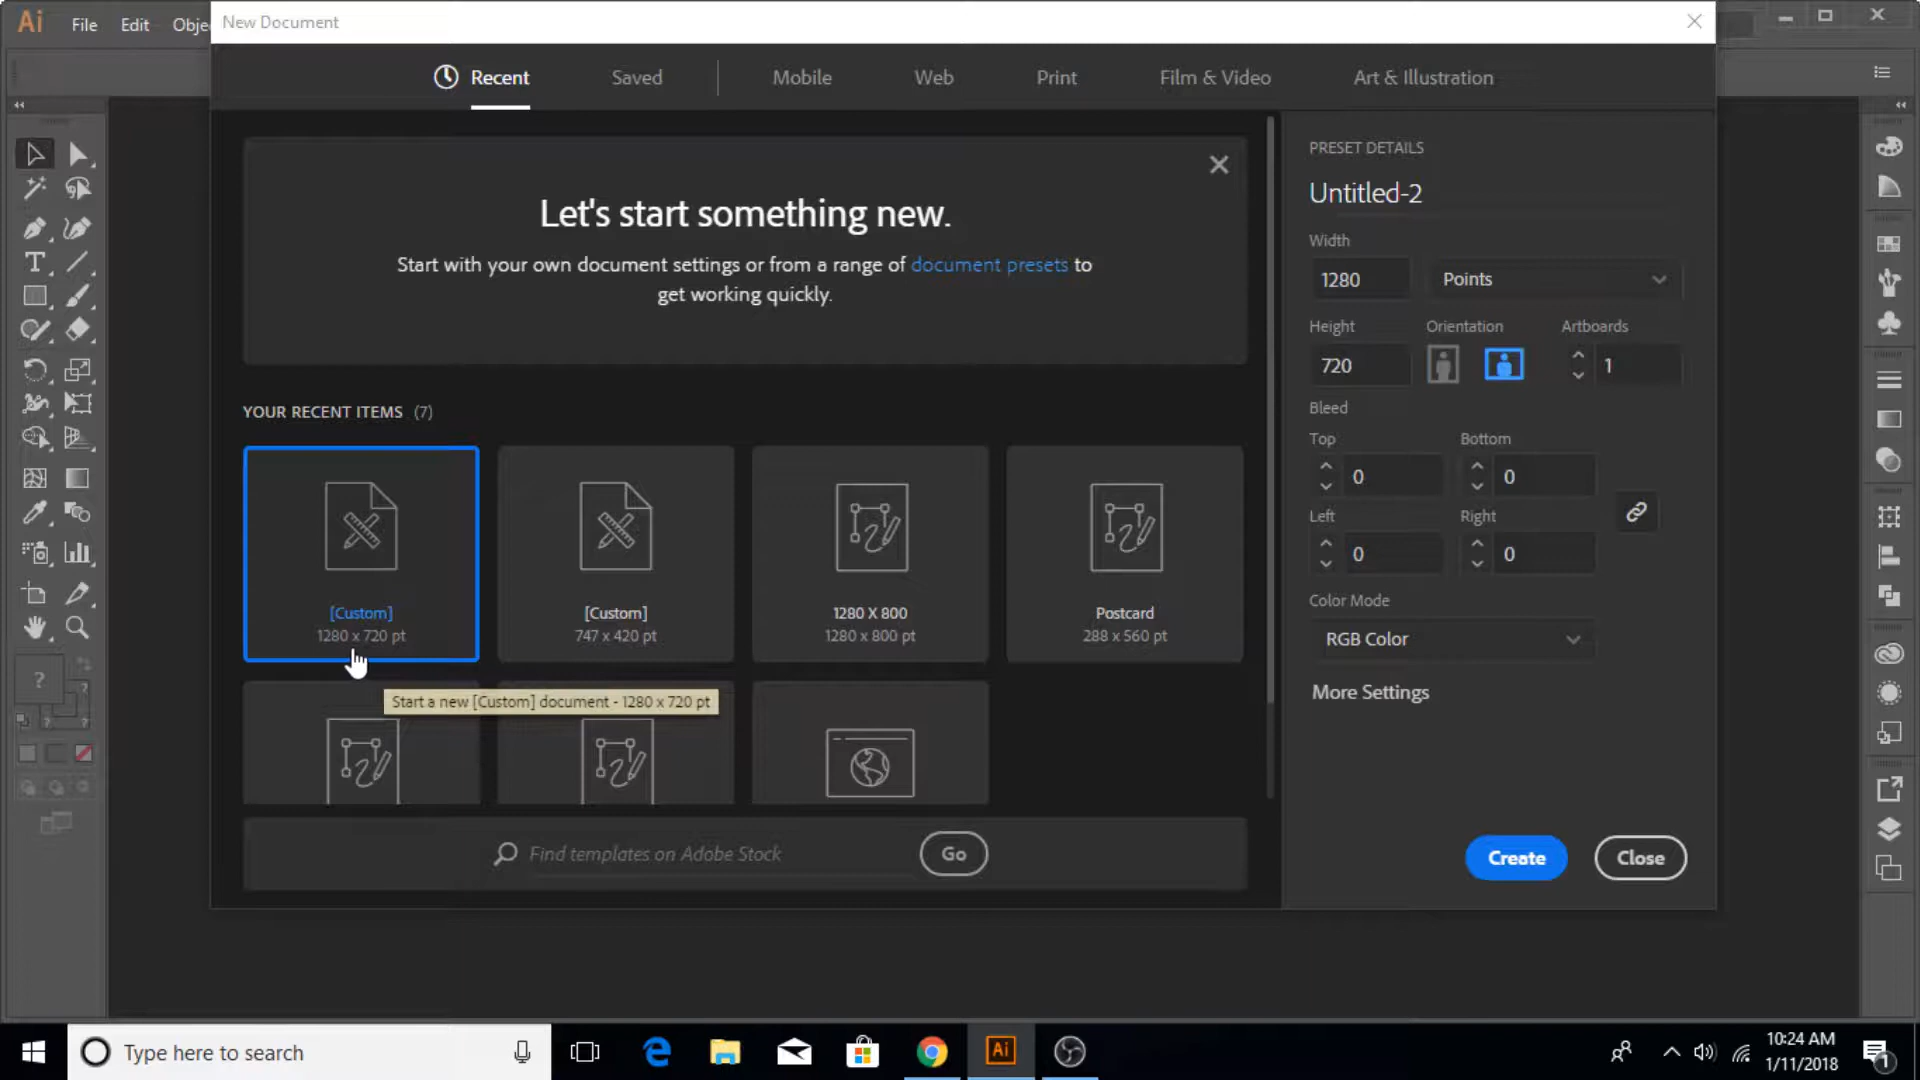 Ai
File
Edit
Obje
New Document
Recent
Saved
Mobile
Web
Print
Film & Video
Art & Illustration
Let's start something new.
Start with your own document settings or from a range of document presets to
get working quickly.
YOUR RECENT ITEMS (7)
[Custom]
1280 x 720 pt
[Custom]
747 x 420 pt
1280 X 800
1280 x 800 pt
Postcard
288 x 560 pt
Start a new [Custom] document - 1280 x 720 pt
Find templates on Adobe Stock
Go
PRESET DETAILS
Untitled-2
Width
1280
Points
Height
Orientation
Artboards
720
1
Bleed
Top
Bottom
0
0
Left
Right
0
0
Color Mode
RGB Color
More Settings
Create
Close
T
?
?
?
?
Type here to search
Ai
10:24 AM
1/11/2018
1